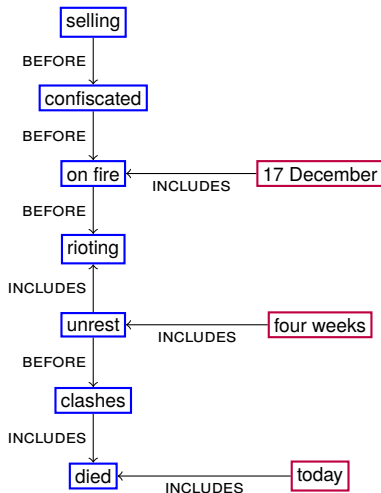 selling
BEFORE
confiscated
BEFORE
on fire
INCLUDES
17 December
BEFORE
rioting
INCLUDES
unrest
INCLUDES
four weeks
BEFORE
clashes
INCLUDES
died
INCLUDES
today